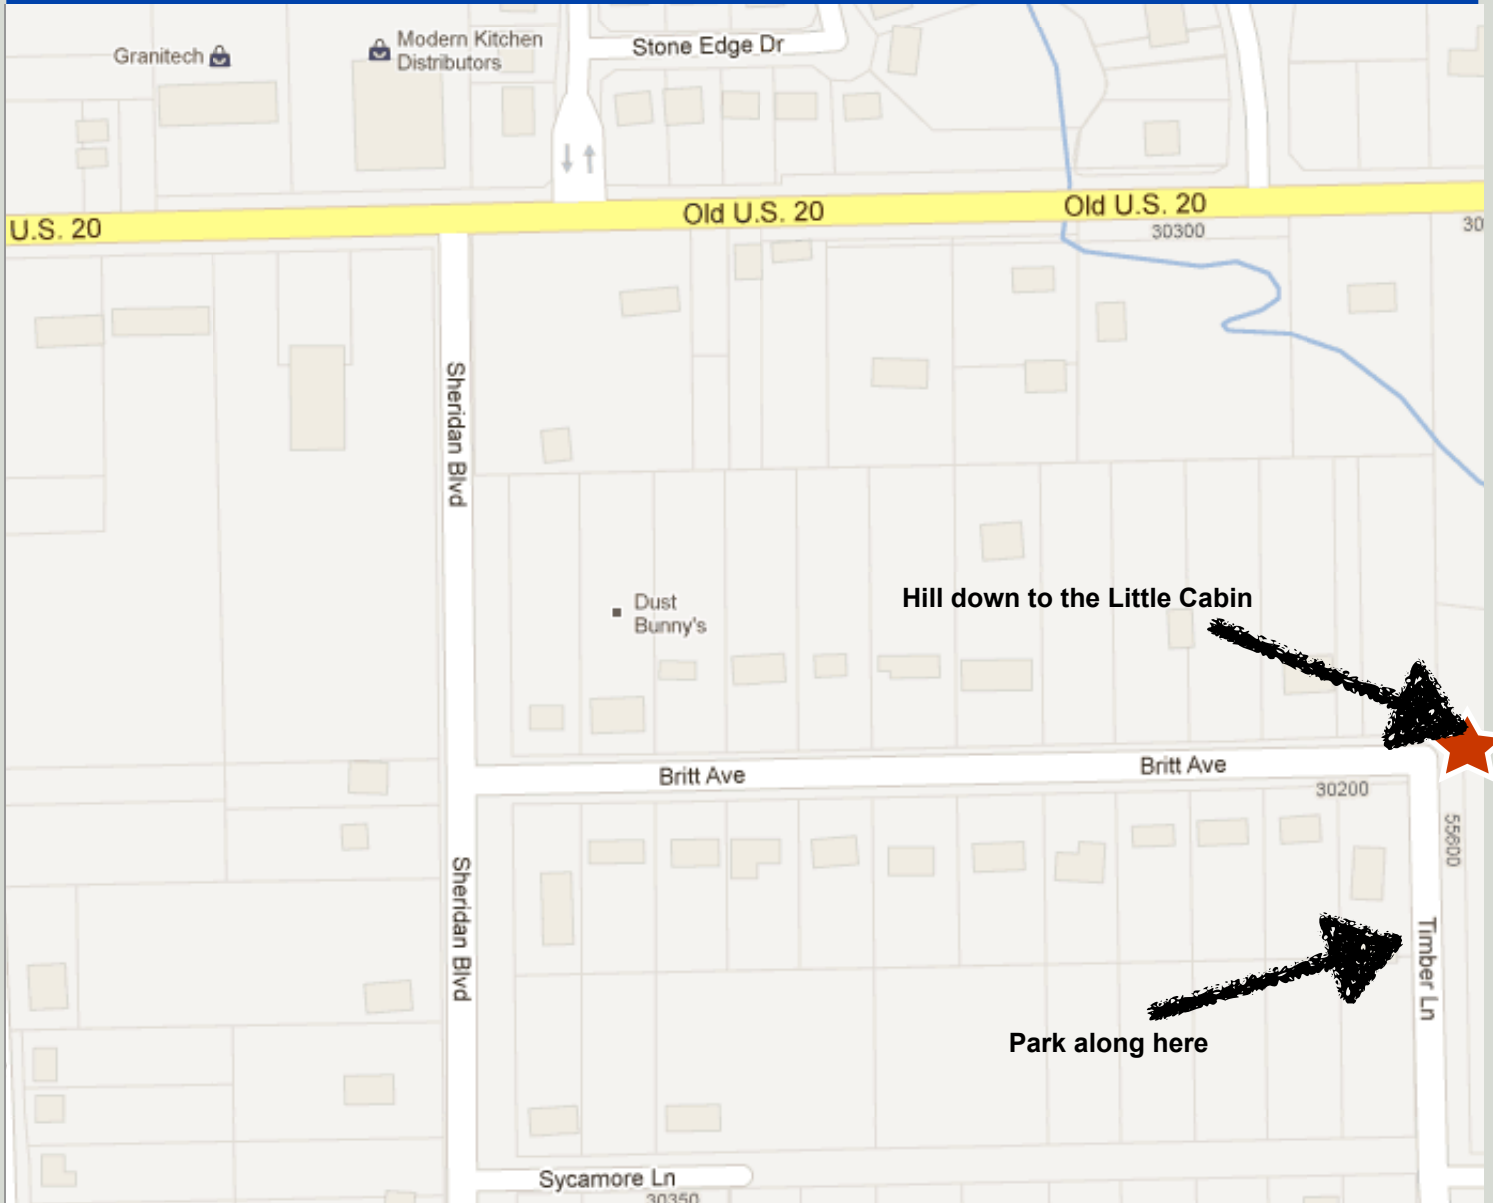 Granitech
Modern Kitchen
Distributors
Stone Edge Dr
U.S. 20
Old U.S. 20
Old U.S. 20
30300
30
Sheridan Blvd
Hill down to the Little Cabin
Dust
Bunny's
Britt Ave
Britt Ave
30200
55600
Sheridan Blvd
Timber Ln
Park along here
Sycamore Ln
30350